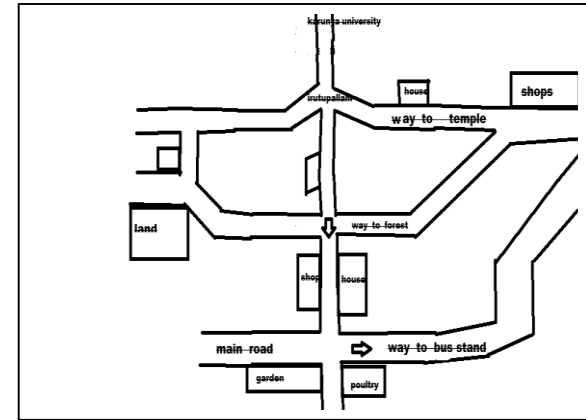 karunya university
irutupallam
house
shops
way to temple
land
way to forest
shop
house
main road
way to bus stand
garden
poultry